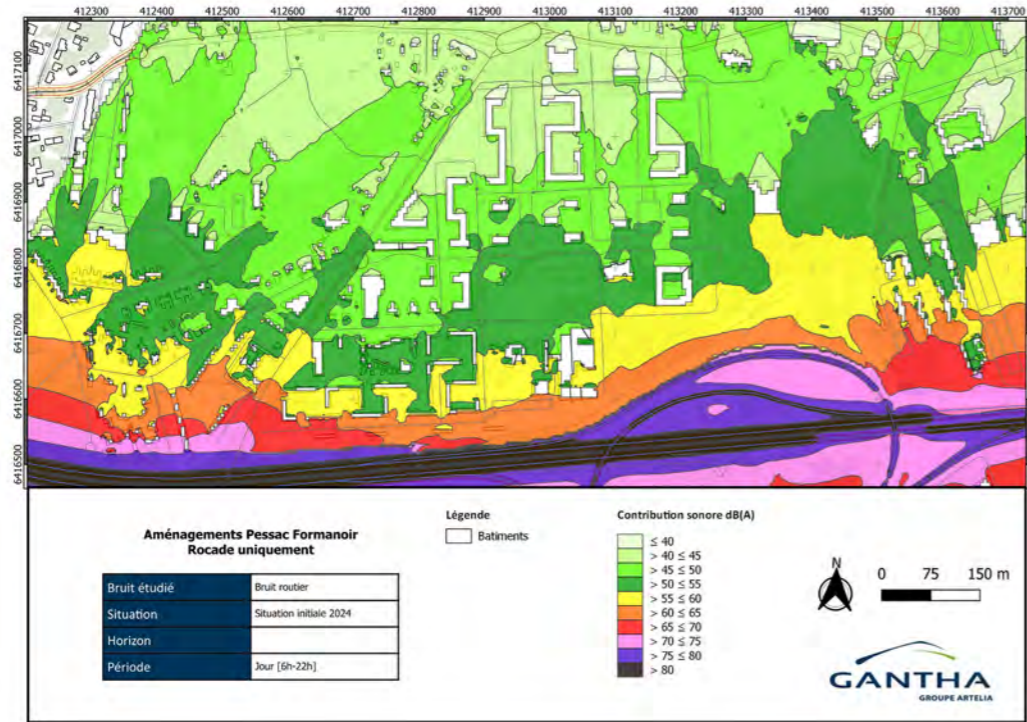 412300 412400 412500 412600 412700 412800 412900 413000 413100 413200 413300 413400 413500 413600 413700
6417100
6417000
6416900
6416800
6416700
6416600
6416500
Aménagements Pessac Formanoir
Rocade uniquement
Bruit étudié Bruit routier
Situation Situation initiale 2024
Horizon
Période Jour [6h-22h]
Légende
Batiments
Contribution sonore dB(A)
≤ 40
> 40 ≤ 45
> 45 ≤ 50
> 50 ≤ 55
> 55 ≤ 60
> 60 ≤ 65
> 65 ≤ 70
> 70 ≤ 75
> 75 ≤ 80
> 80
N
0 75 150 m
GANTHA
GROUPE ARTELIA